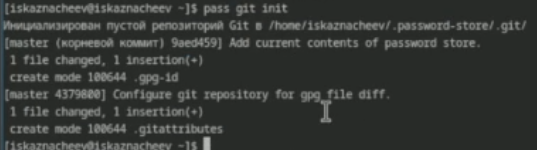 [iskaznacheev@iskaznacheev ~]$ pass git init
Инициализирован пустой репозиторий Git в /home/iskaznacheev/.password-store/.git/
[master (корневой коммит) 9aed459] Add current contents of password store.
1 file changed, 1 insertion(+)
create mode 100644 .gpg-id
[master 4379800] Configure git repository for gpg file diff.
1 file changed, 1 insertion(+)
create mode 100644 .gitattributes
[iskaznacheev@iskaznacheev ~]$